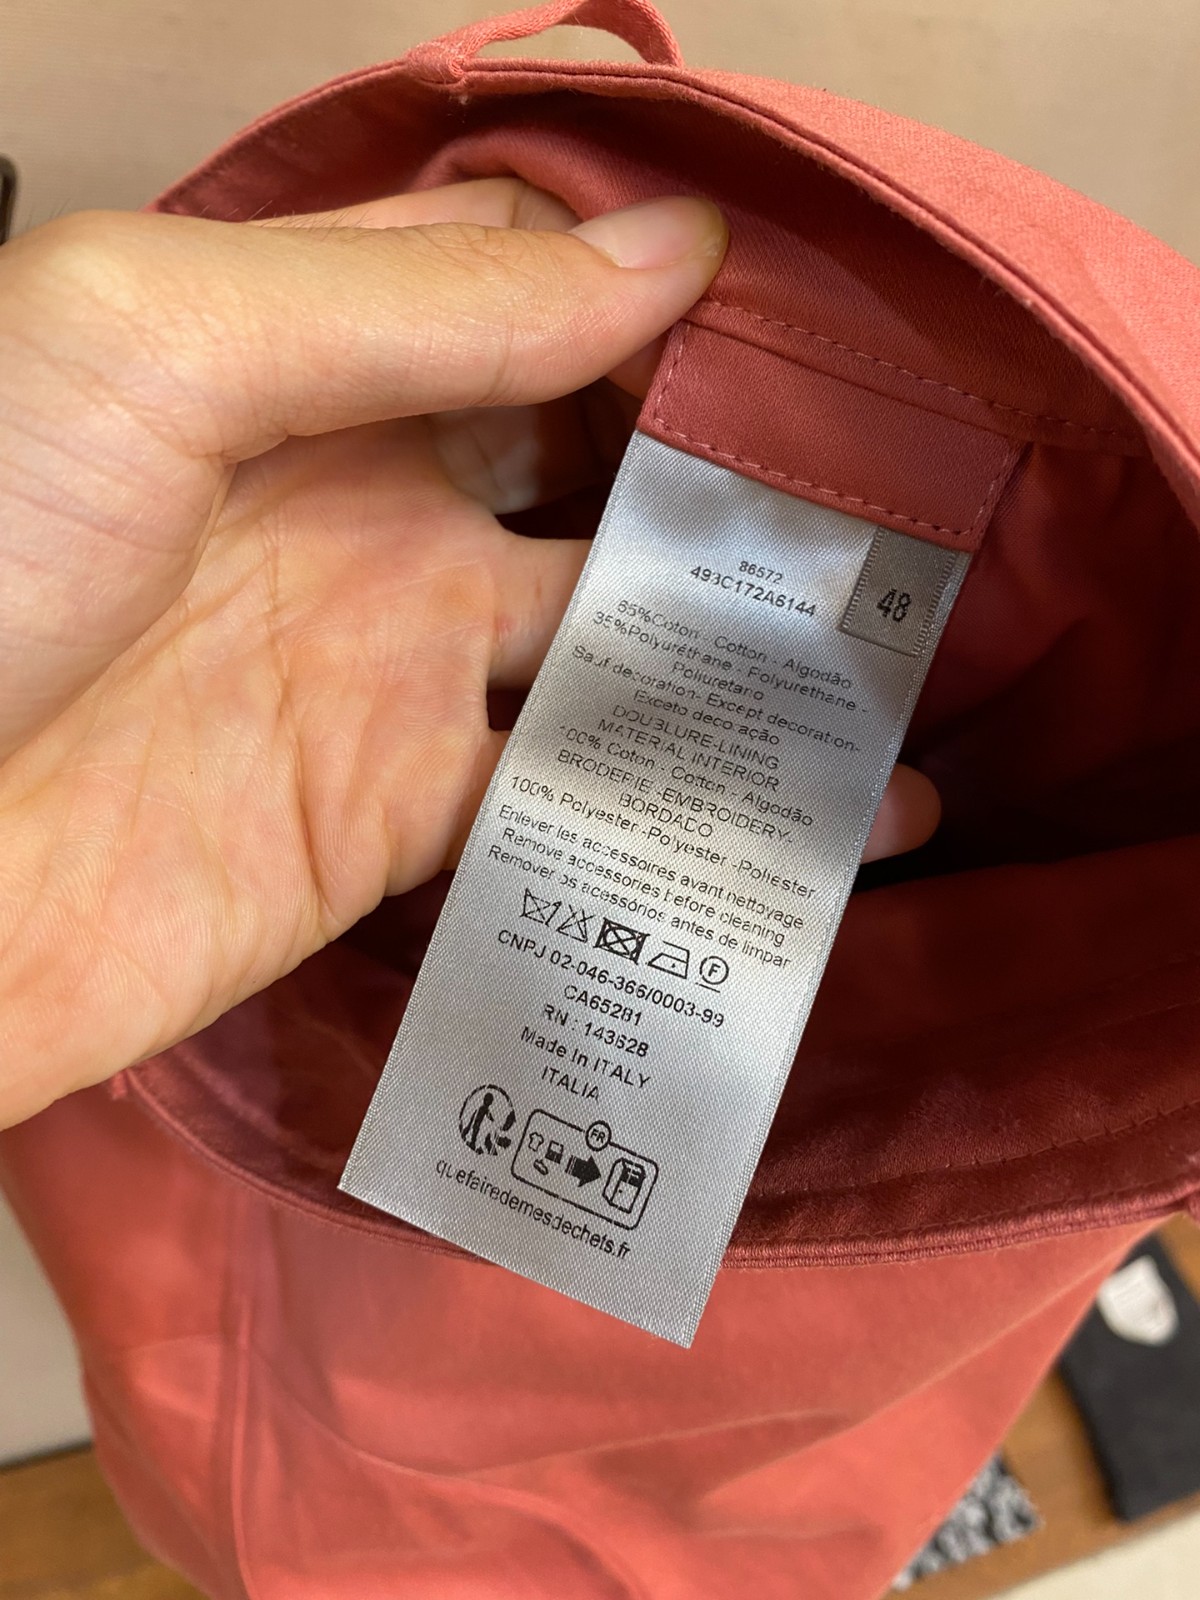 86572
493C172A6144
48
65%Coton - Cotton - Algodão
35%Polyuréthane - Polyurethane -
Poliuretano
Sauf decoration- Except decoration-
Exceto decoração
DOUBLURE-LINING
MATERIAL INTERIOR
100% Coton - Cotton - Algodão
BRODERIE -EMBROIDERY-
BORDADO
100% Polyester -Polyester -Poliester
Enlever les accessoires avant nettoyage
Remove accessories before cleaning
Remover os acessórios antes de limpar
F
CNPJ 02-046-366/0003-99
CA65281
RN : 143628
Made in ITALY
ITALIA
FR
quefairedemesdechets.fr